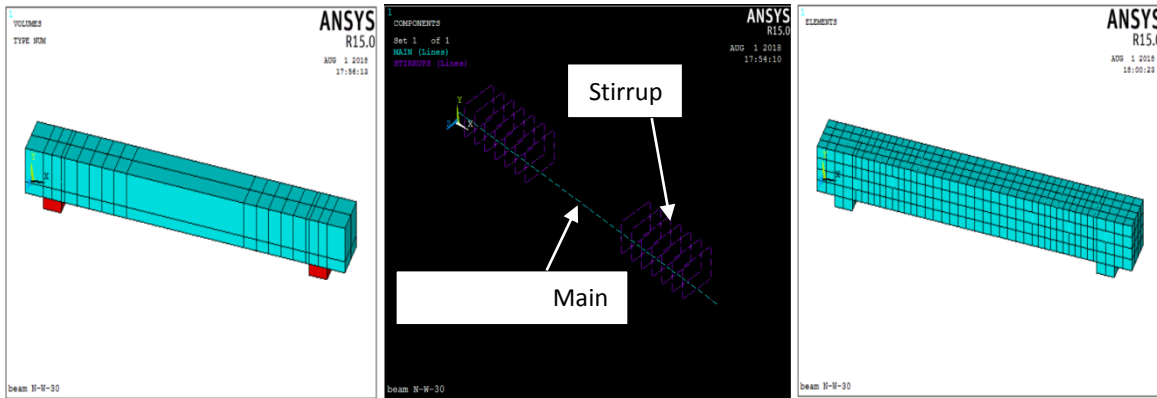 1
VOLUMES
TYPE NUM
ANSYS
R15.0
AUG 1 2018
17:56:13
Y
X
beam N-W-30
1
COMPONENTS
Set 1 of 1
MAIN (Lines)
STIRRUPS (Lines)
ANSYS
R15.0
AUG 1 2018
17:54:10
Stirrup
Y
X
Z
Main
beam N-W-30
1
ELEMENTS
ANSYS
R15.0
AUG 1 2018
18:00:23
Y
X
beam N-W-30